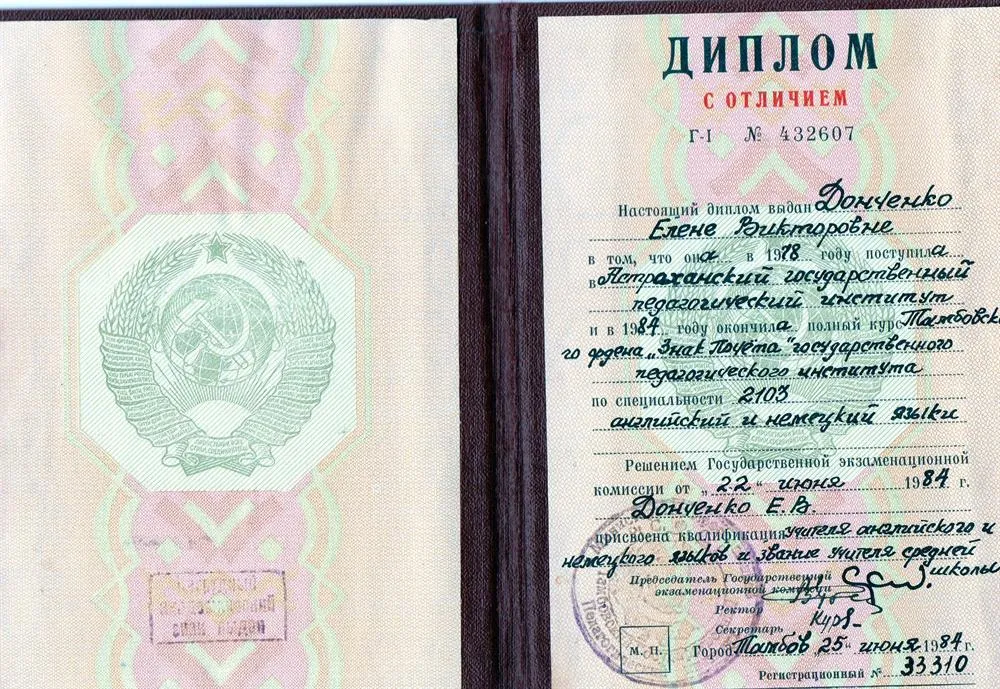 ДИПЛОМ
С ОТЛИЧИЕМ
Г-I № 432607
Настоящий диплом выдан Донченко
Елене Викторовне
в том, что она в 1978 году поступила
в Астраханский государственный
педагогический институт
и в 1984 году окончила полный курс Тамбовско
го ордена „Знак Почёта" государственного
педагогического института
по специальности 2103
английский и немецкий языки
Решением Государственной экзаменационной
комиссии от „22" июня 1984 г.
Донченко Е.В.
присвоена квалификация учителя английского и
немецкого языков и звание учителя средней
школы.
Председатель Государственной
экзаменационной комиссии
Ректор
Секретарь
М. П.
Город Тамбов 25 „ июня 1984 г.
Регистрационный № 33310